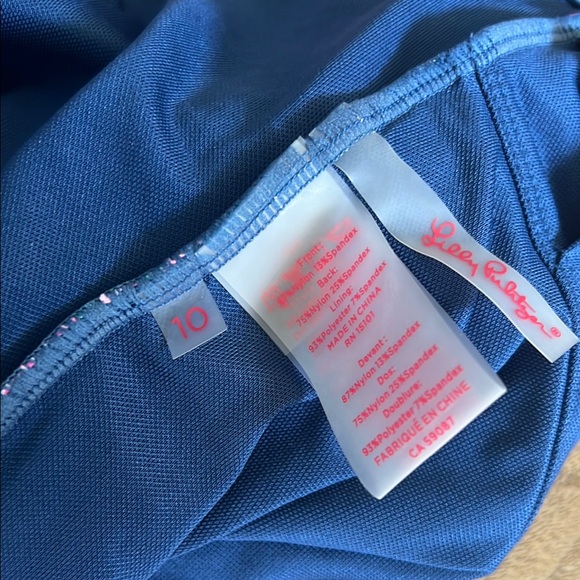 Lilly Pulitzer®
10
Front:
87%Nylon 13%Spandex
Back:
75%Nylon 25%Spandex
Lining:
93%Polyester 7%Spandex
MADE IN CHINA
RN 15101
Devant:
87%Nylon 13%Spandex
Dos:
75%Nylon 25%Spandex
Doublure:
93%Polyester 7%Spandex
FABRIQUÉ EN CHINE
CA 59087